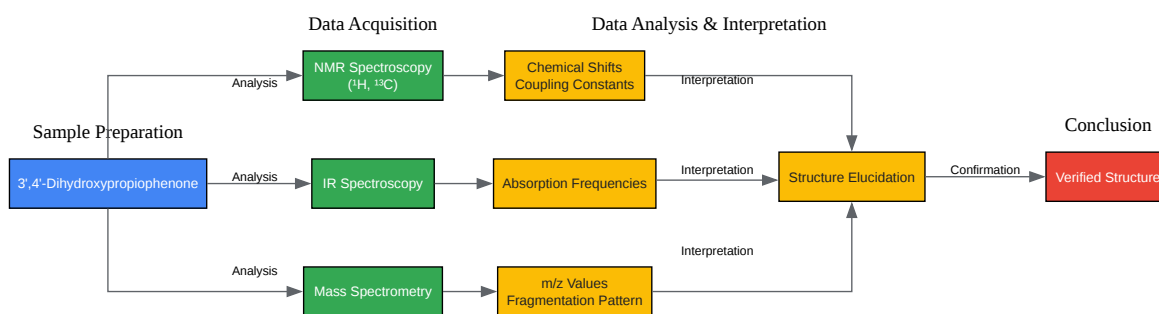 Data Acquisition
Data Analysis & Interpretation
NMR Spectroscopy
(¹H, ¹³C)
Chemical Shifts
Coupling Constants
Analysis
Interpretation
Sample Preparation
Conclusion
3',4'-Dihydroxypropiophenone
Analysis
IR Spectroscopy
Absorption Frequencies
Interpretation
Structure Elucidation
Confirmation
Verified Structure
Analysis
Interpretation
Mass Spectrometry
m/z Values
Fragmentation Pattern